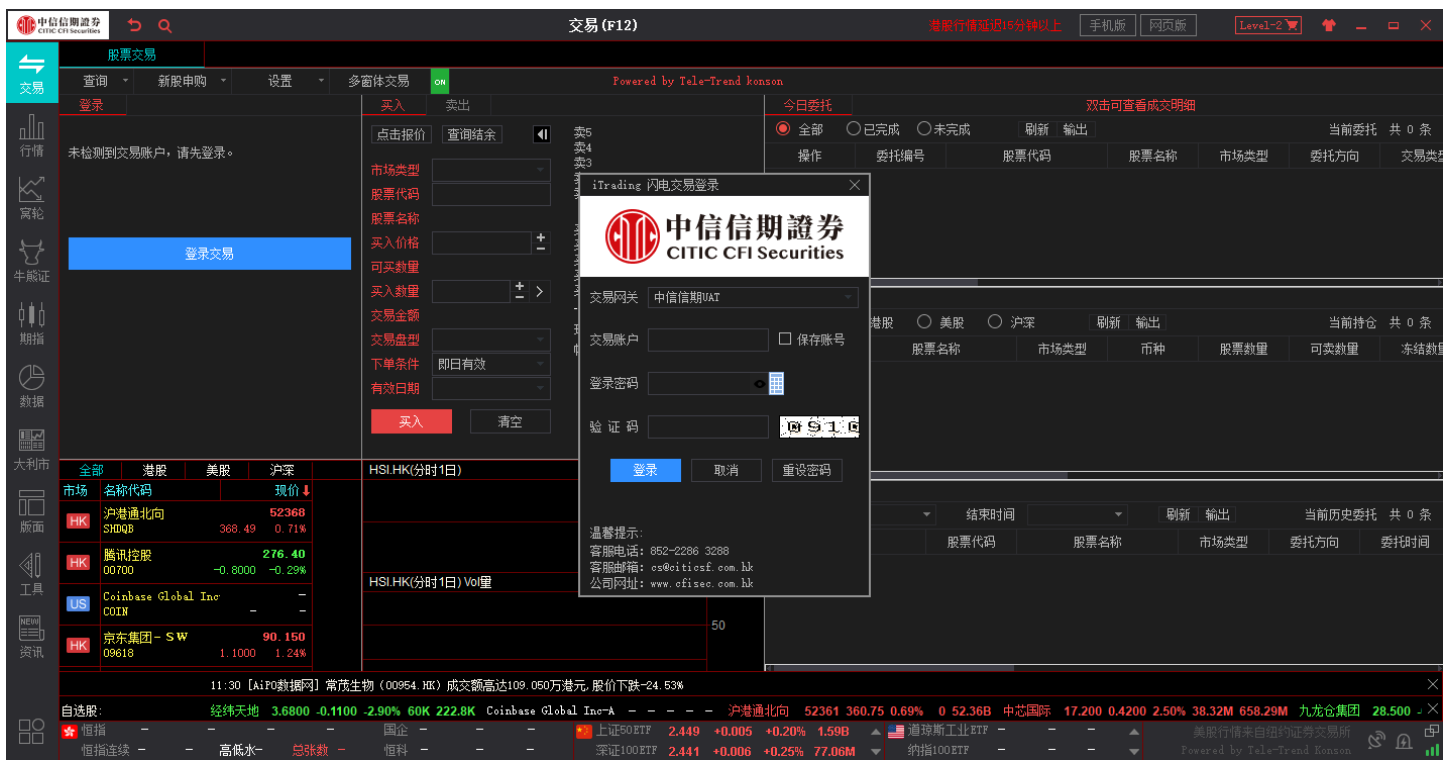 中信信期證券 CITIC CFI Securities 交易(F12) 港股行情延迟15分钟以上 手机版 网页版 Level-2
股票交易
交易
查询 新股申购 设置 多窗体交易 ON Powered by Tele-Trend konson
登录 买入 卖出 今日委托 双击可查看成交明细
点击报价 查询结余 卖5 全部 已完成 未完成 刷新 输出 当前委托 共 0 条
行情
未检测到交易账户，请先登录。
卖4
操作 委托编号 股票代码 股票名称 市场类型 委托方向 交易类型
卖3
市场类型
股票代码
窝轮
股票名称
买入价格
登录交易
可买数量
牛熊证
买入数量
交易金额
期指
交易盘型
下单条件 即日有效
有效日期
数据
买入 清空
大利市
iTrading 闪电交易登录
中信信期證券
CITIC CFI Securities
交易网关 中信信期UAT
交易账户 保存账号
登录密码
验 证 码
登录 取消 重设密码
温馨提示:
客服电话: 852-2286 3288
客服邮箱: cs@citicsf.com.hk
公司网址: www.cfisec.com.hk
港股 美股 沪深 刷新 输出 当前持仓 共 0 条
股票名称 市场类型 币种 股票数量 可卖数量 冻结数量
结束时间 刷新 输出 当前历史委托 共 0 条
股票代码 股票名称 市场类型 委托方向 委托时间
全部 港股 美股 沪深 HSI.HK(分时1日)
市场 名称代码 现价
HK 沪港通北向 52368
SHDQB 368.49 0.71%
版面
HK 腾讯控股 276.40
00700 -0.8000 -0.29%
工具
HSI.HK(分时1日) Vol量
US Coinbase Global Inc -
COIN - -
50
HK 京东集团-SW 90.150
09618 1.1000 1.24%
NEW
资讯
11:30 [AiPO数据网] 常茂生物 (00954.HK) 成交额高达109.050万港元,股价下跌-24.53%
自选股: 经纬天地 3.6800 -0.1100 -2.90% 60K 222.8K Coinbase Global Inc-A - - - - - 沪港通北向 52361 360.75 0.69% 0 52.36B 中芯国际 17.200 0.4200 2.50% 38.32M 658.29M 九龙仓集团 28.500
恒指 - - - 国企 - - - 上证50ETF 2.449 +0.005 +0.20% 1.59B 道琼斯工业ETF - - - 美股行情来自纽约证券交易所
恒指连续 - - 高低水- 总张数 - 恒科 - - - 深证100ETF 2.441 +0.006 +0.25% 77.06M 纳指100ETF - - - Powered by Tele-Trend Konson